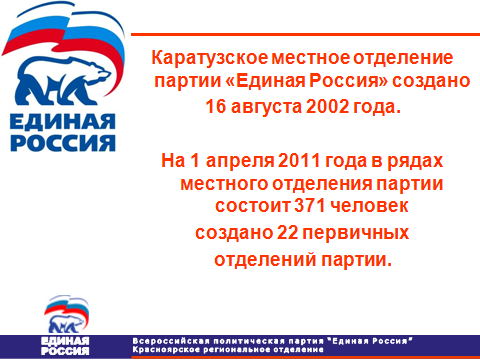 ЕДИНАЯ
РОССИЯ
Каратузское местное отделение
партии «Единая Россия» создано
16 августа 2002 года.
На 1 апреля 2011 года в рядах
местного отделения партии
состоит 371 человек
создано 22 первичных
отделений партии.
ЕДИНАЯ
РОССИЯ
Всероссийская политическая партия "Единая Россия"
Красноярское региональное отделение